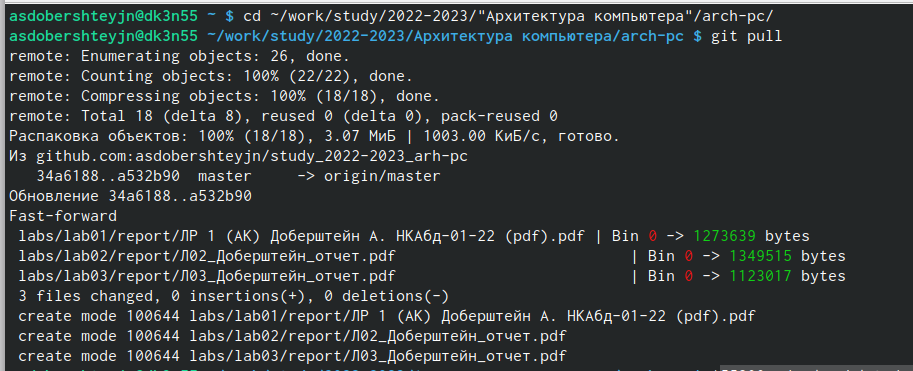 asdobershteyjn@dk3n55 ~ $ cd ~/work/study/2022-2023/"Архитектура компьютера"/arch-pc/
asdobershteyjn@dk3n55 ~/work/study/2022-2023/Архитектура компьютера/arch-pc $ git pull
remote: Enumerating objects: 26, done.
remote: Counting objects: 100% (22/22), done.
remote: Compressing objects: 100% (18/18), done.
remote: Total 18 (delta 8), reused 0 (delta 0), pack-reused 0
Распаковка объектов: 100% (18/18), 3.07 МиБ | 1003.00 КиБ/с, готово.
Из github.com:asdobershteyjn/study_2022-2023_arh-pc
34a6188..a532b90 master -> origin/master
Обновление 34a6188..a532b90
Fast-forward
labs/lab01/report/ЛР 1 (АК) Доберштейн А. НКАбд-01-22 (pdf).pdf | Bin 0 -> 1273639 bytes
labs/lab02/report/Л02_Доберштейн_отчет.pdf | Bin 0 -> 1349515 bytes
labs/lab03/report/Л03_Доберштейн_отчет.pdf | Bin 0 -> 1123017 bytes
3 files changed, 0 insertions(+), 0 deletions(-)
create mode 100644 labs/lab01/report/ЛР 1 (АК) Доберштейн А. НКАбд-01-22 (pdf).pdf
create mode 100644 labs/lab02/report/Л02_Доберштейн_отчет.pdf
create mode 100644 labs/lab03/report/Л03_Доберштейн_отчет.pdf